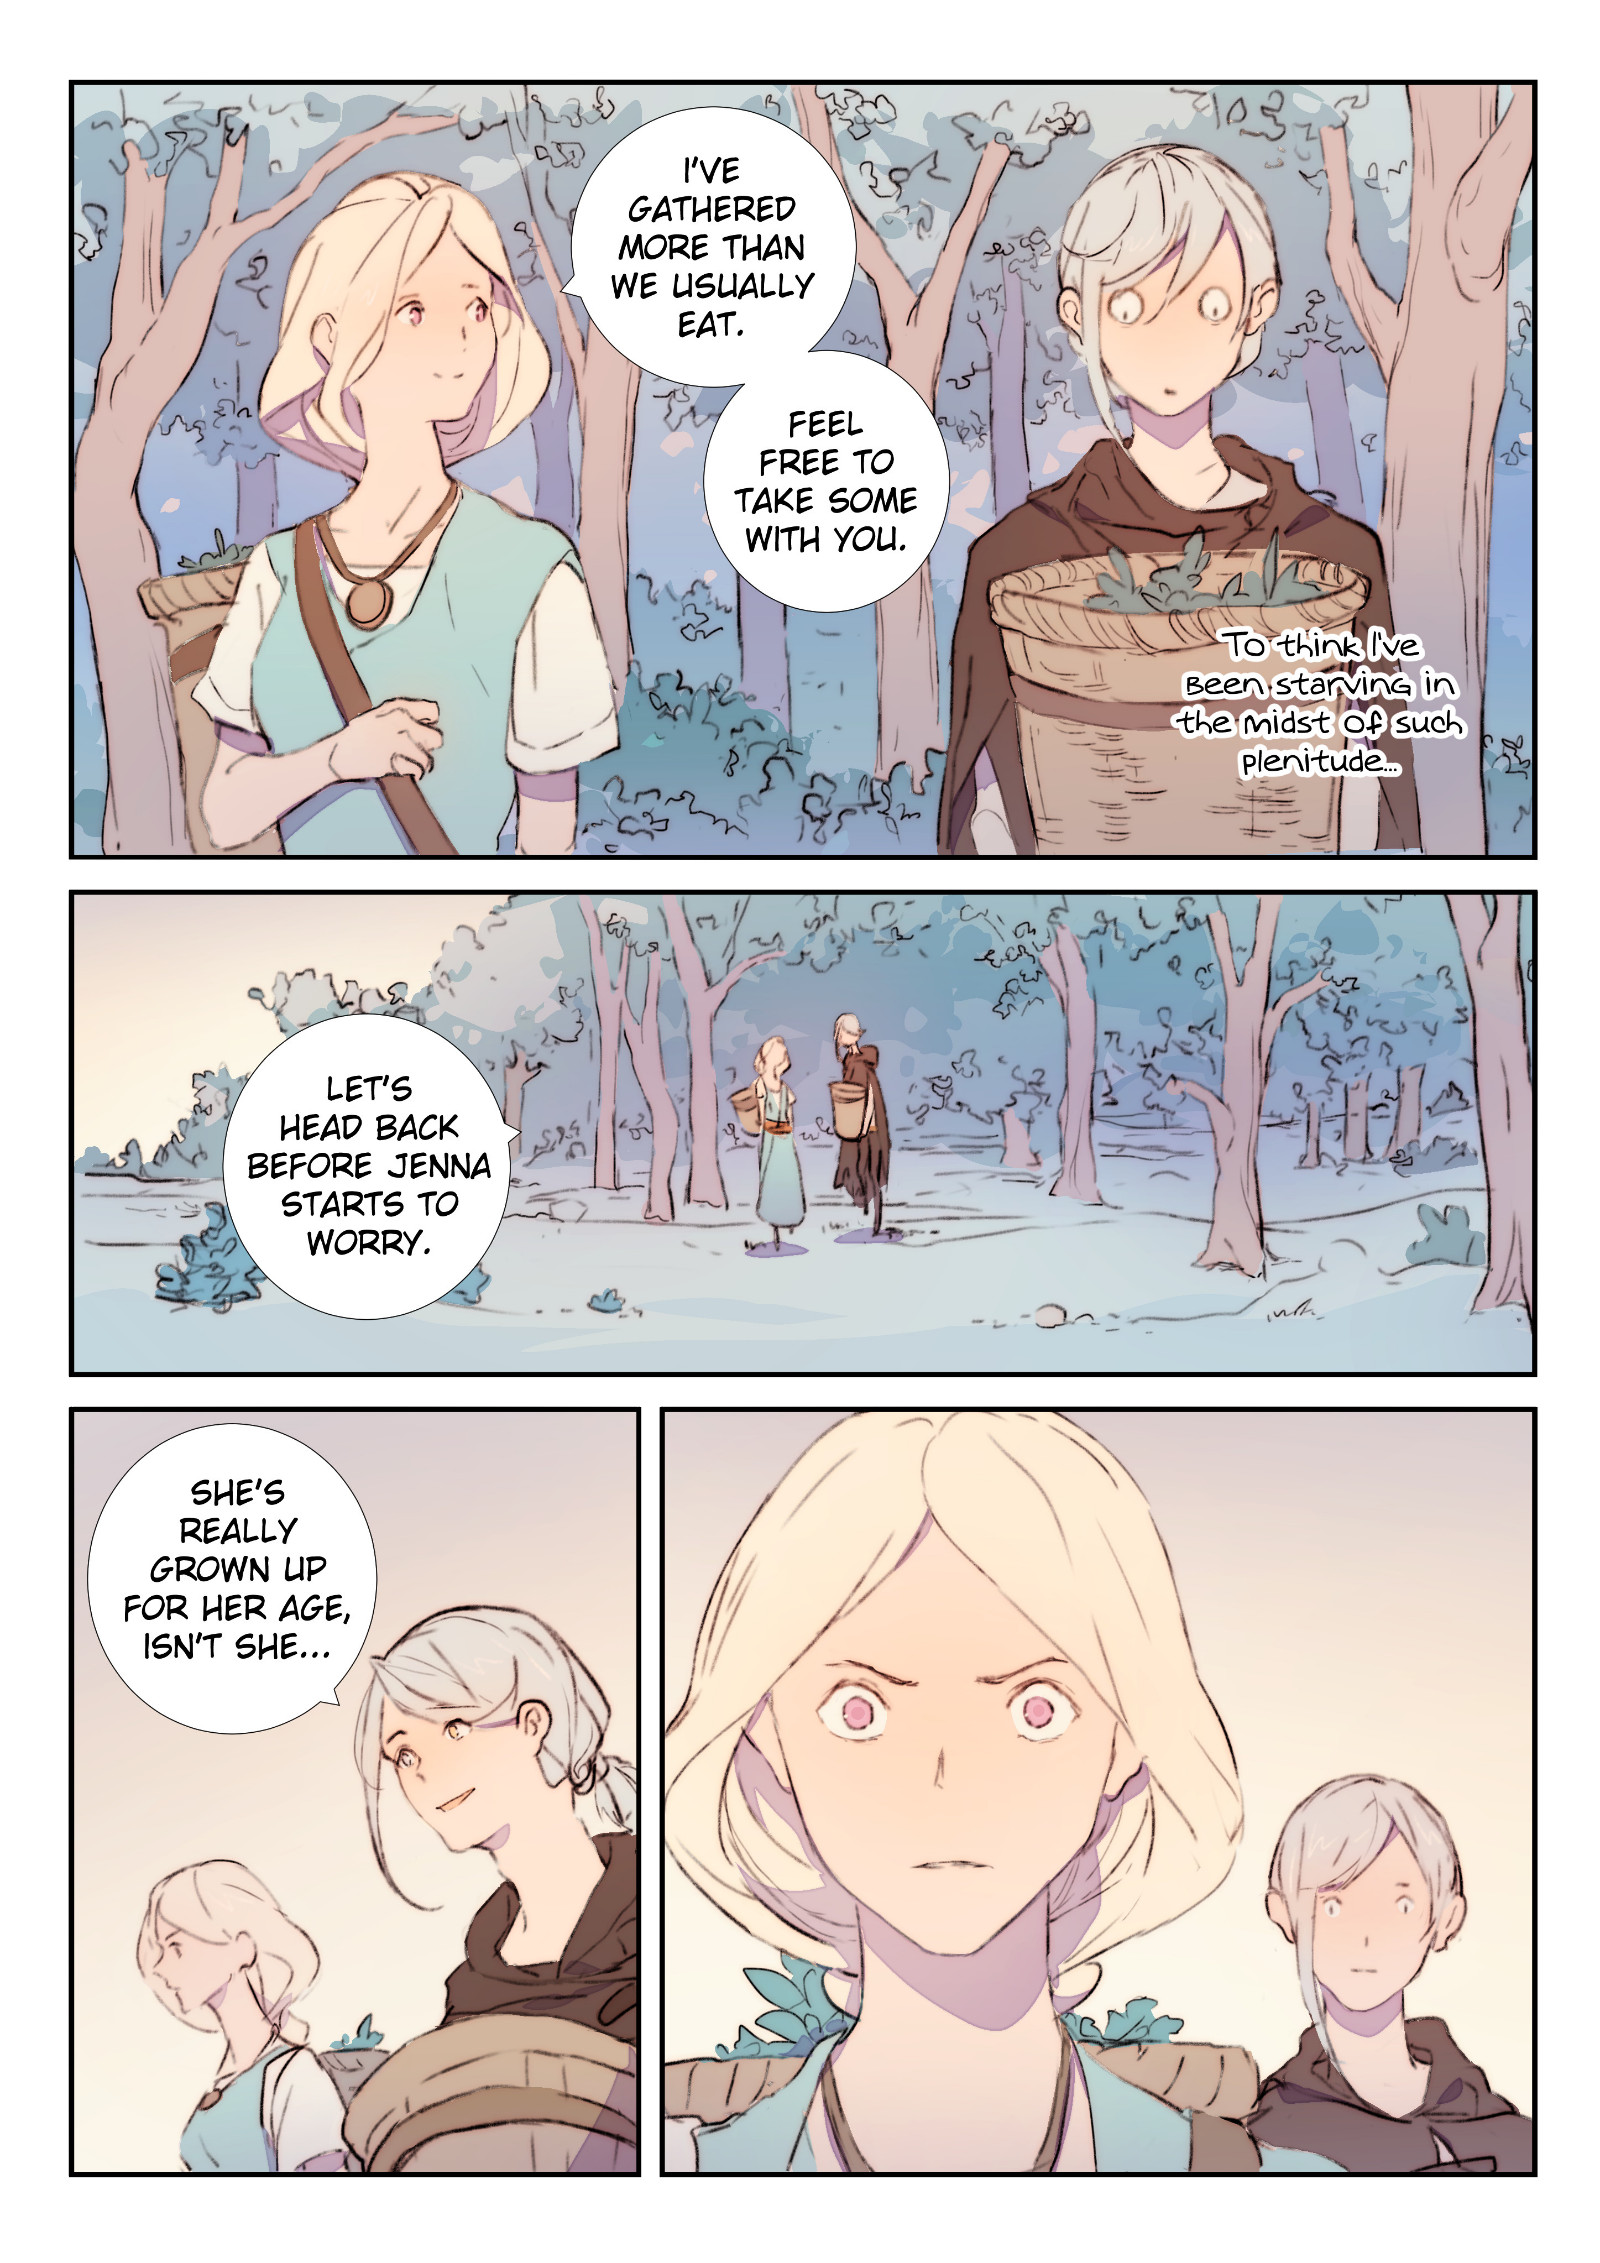 I'VE
GATHERED
MORE THAN
WE USUALLY
EAT.
FEEL
FREE TO
TAKE SOME
WITH YOU.
To think I've
Been starving in
the midst of such
plenitude...
LET'S
HEAD BACK
BEFORE JENNA
STARTS TO
WORRY.
SHE'S
REALLY
GROWN UP
FOR HER AGE,
ISN'T SHE...